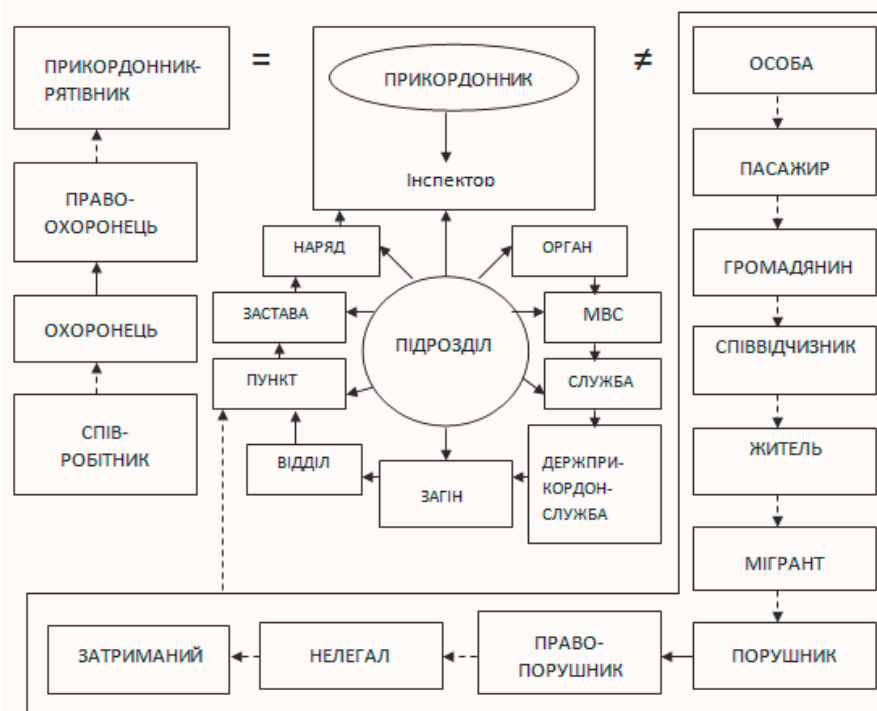 ПРИКОРДОННИК-
РЯТІВНИК
=
ПРИКОРДОННИК
Інспектор
≠
ОСОБА
ПРАВО-
ОХОРОНЕЦЬ
ОХОРОНЕЦЬ
СПІВ-
РОБІТНИК
НАРЯД
ОРГАН
ЗАСТАВА
МВС
ПІДРОЗДІЛ
ПУНКТ
СЛУЖБА
ВІДДІЛ
ЗАГІН
ДЕРЖПРИ-
КОРДОН-
СЛУЖБА
ПАСАЖИР
ГРОМАДЯНИН
СПІВВІДЧИЗНИК
ЖИТЕЛЬ
МІГРАНТ
ПОРУШНИК
ПРАВО-
ПОРУШНИК
НЕЛЕГАЛ
ЗАТРИМАНИЙ